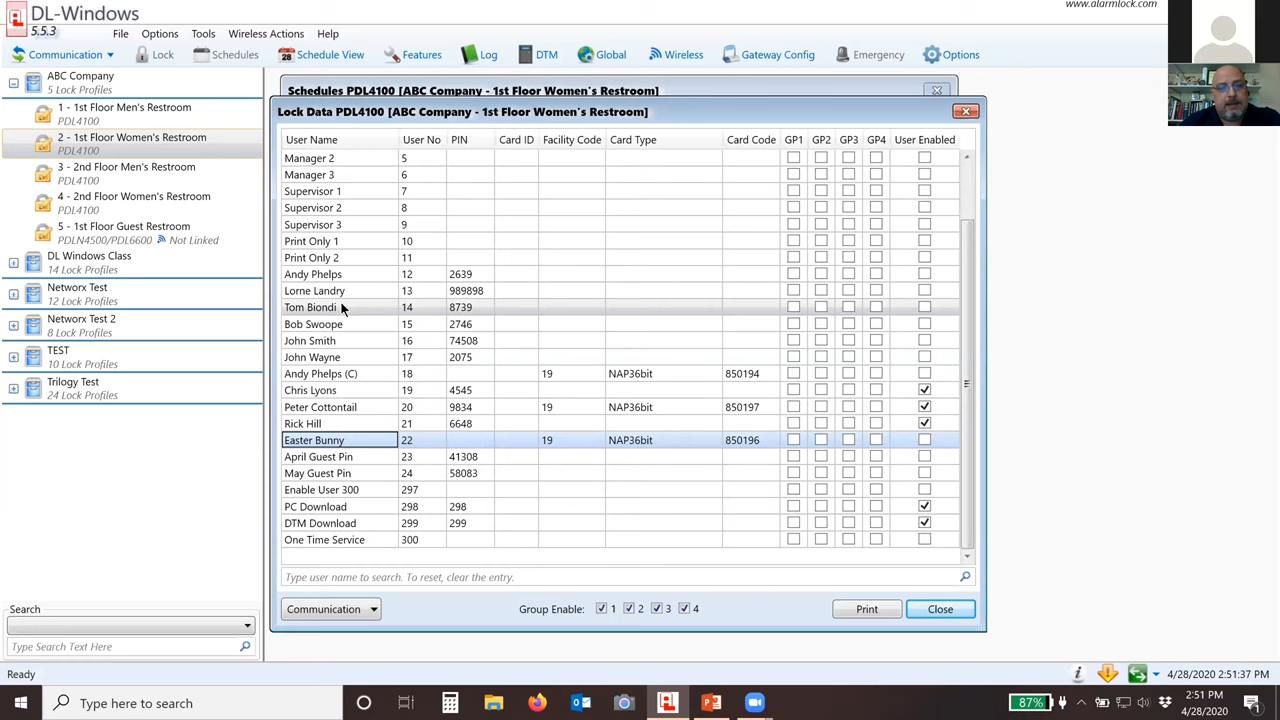 DL-Windows
5.5.3
www.alarmlock.com
File Options Tools Wireless Actions Help
Communication Lock Schedules 28 Schedule View Features Log DTM Global Wireless Gateway Config Emergency Options
ABC Company
5 Lock Profiles
1 - 1st Floor Men's Restroom
PDL4100
2 - 1st Floor Women's Restroom
PDL4100
3 - 2nd Floor Men's Restroom
PDL4100
4 - 2nd Floor Women's Restroom
PDL4100
5 - 1st Floor Guest Restroom
PDLN4500/PDL6600 Not Linked
DL Windows Class
14 Lock Profiles
Networx Test
12 Lock Profiles
Networx Test 2
8 Lock Profiles
TEST
10 Lock Profiles
Trilogy Test
24 Lock Profiles
Search
Type Search Text Here
Schedules PDL4100 [ABC Company - 1st Floor Women's Restroom]
Lock Data PDL4100 [ABC Company - 1st Floor Women's Restroom]
User Name User No PIN Card ID Facility Code Card Type Card Code GP1 GP2 GP3 GP4 User Enabled
Manager 2 5
Manager 3 6
Supervisor 1 7
Supervisor 2 8
Supervisor 3 9
Print Only 1 10
Print Only 2 11
Andy Phelps 12 2639
Lorne Landry 13 989898
Tom Biondi 14 8739
Bob Swoope 15 2746
John Smith 16 74508
John Wayne 17 2075
Andy Phelps (C) 18 19 NAP36bit 850194
Chris Lyons 19 4545
Peter Cottontail 20 9834 19 NAP36bit 850197
Rick Hill 21 6648
Easter Bunny 22 19 NAP36bit 850196
April Guest Pin 23 41308
May Guest Pin 24 58083
Enable User 300 297
PC Download 298 298
DTM Download 299 299
One Time Service 300
Type user name to search. To reset, clear the entry.
Communication Group Enable: 1 2 3 4 Print Close
Ready 4/28/2020 2:51:37 PM
Type here to search 87% 2:51 PM
4/28/2020